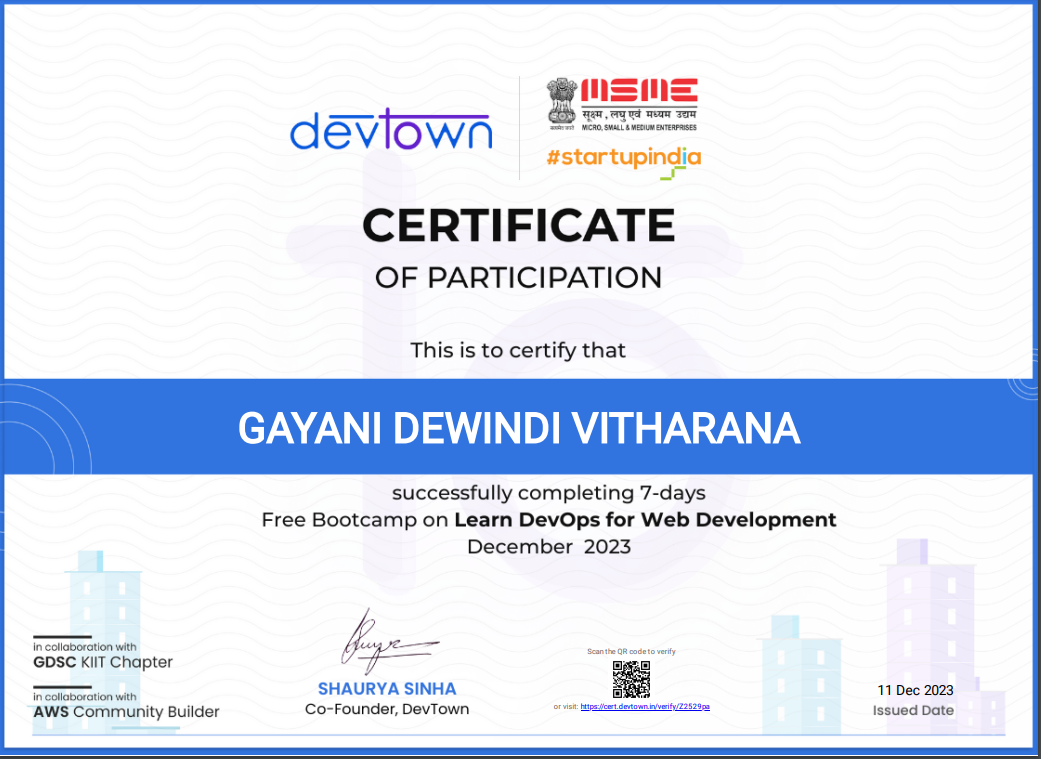 devtown
MSME
सूक्ष्म, लघु एवं मध्यम उद्यम
सत्यमेव जयते
MICRO, SMALL & MEDIUM ENTERPRISES
#startupindia
CERTIFICATE
OF PARTICIPATION
This is to certify that
GAYANI DEWINDI VITHARANA
successfully completing 7-days
Free Bootcamp on Learn DevOps for Web Development
December 2023
in collaboration with
GDSC KIIT Chapter
in collaboration with
AWS Community Builder
SHAURYA SINHA
Co-Founder, DevTown
Scan the QR code to verify
or visit: https://cert.devtown.in/verify/Z2529pa
11 Dec 2023
Issued Date